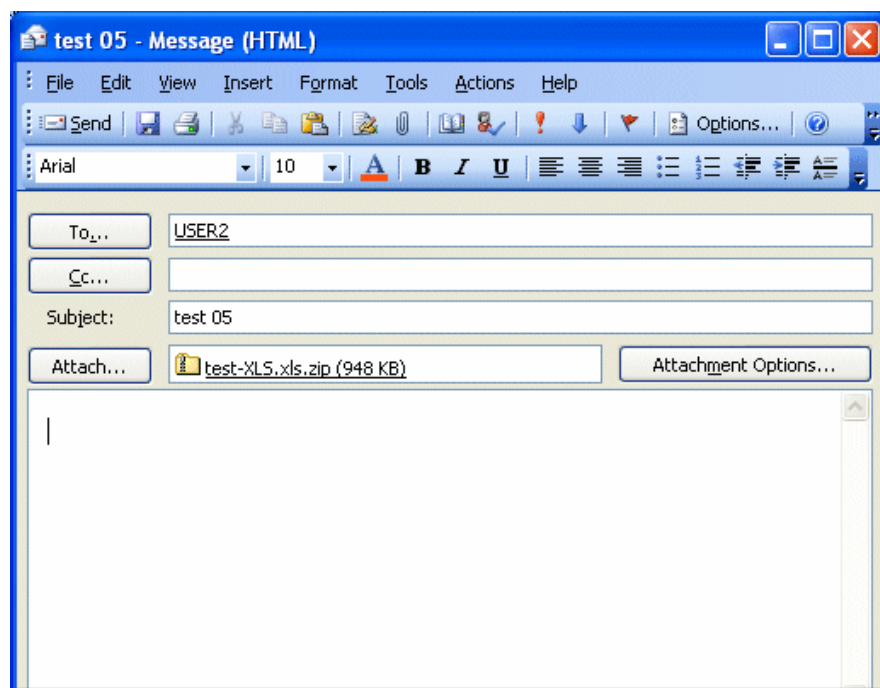 test 05 - Message (HTML)
File Edit View Insert Format Tools Actions Help
Send Options...
Arial 10 A B I U
To... USER2
Cc...
Subject: test 05
Attach... test-XLS.xls.zip (948 KB) Attachment Options...